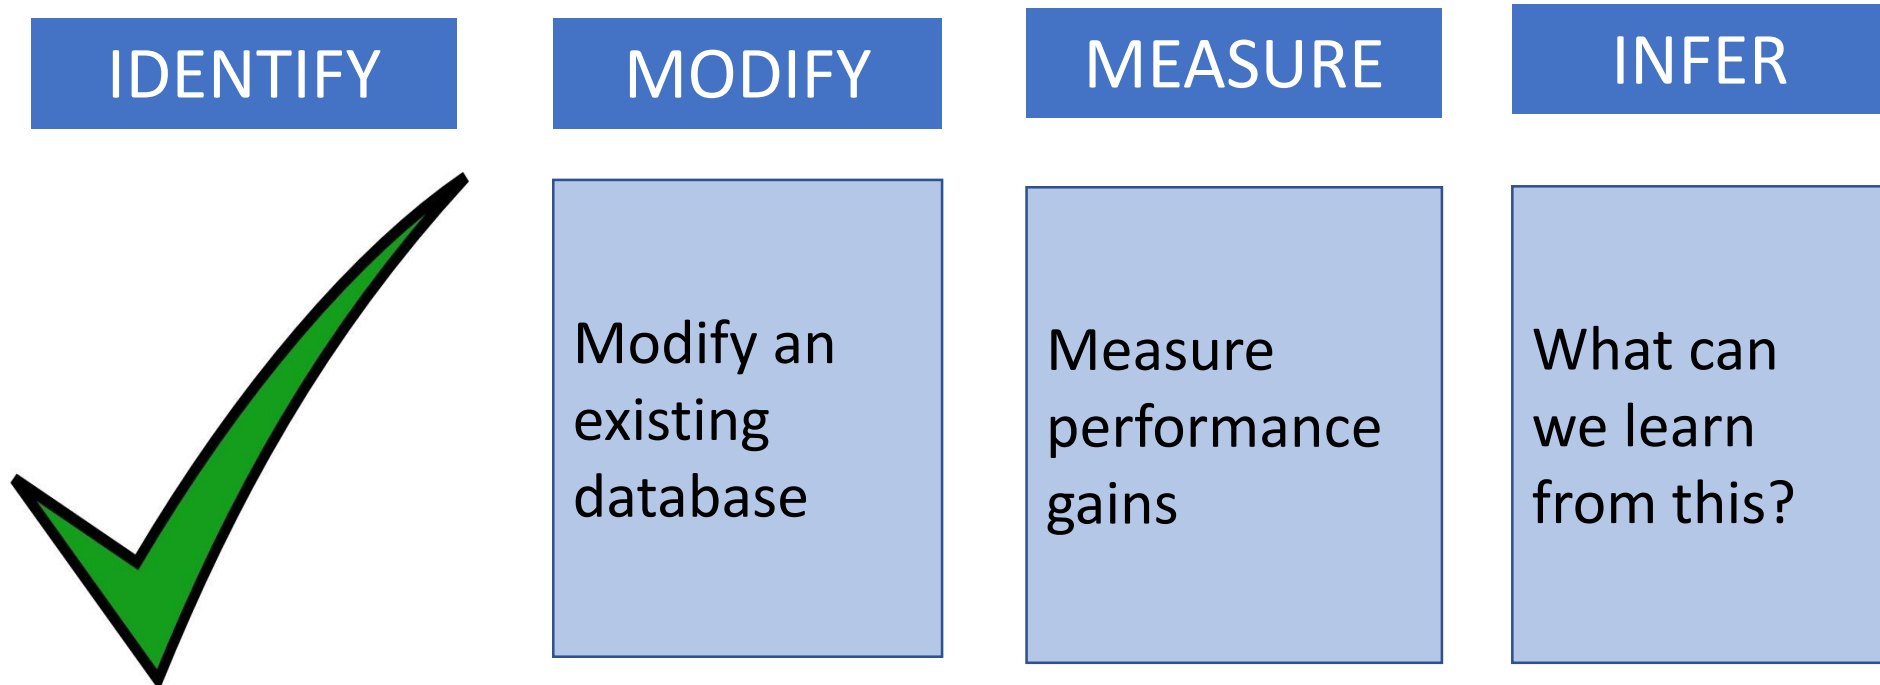 IDENTIFY
MODIFY
MEASURE
INFER
Modify an
existing
database
Measure
performance
gains
What can
we learn
from this?